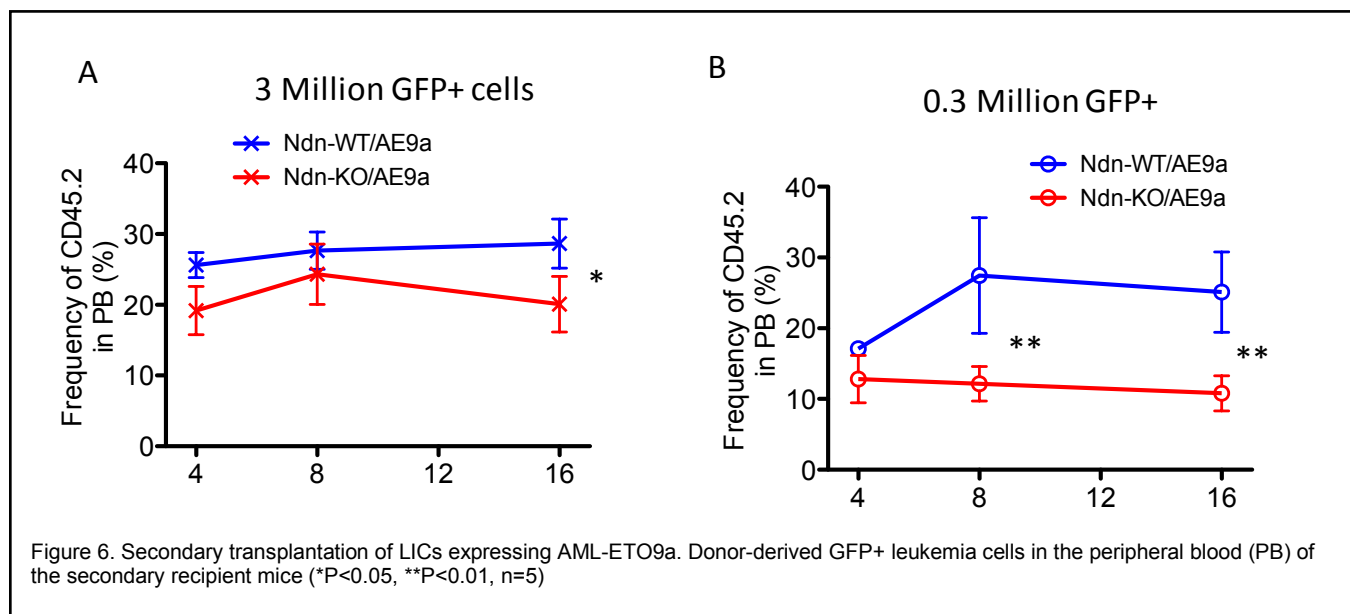 A
3 Million GFP+ cells
Ndn-WT/AE9a
Ndn-KO/AE9a
Frequency of CD45.2
in PB (%)
40
30
20
10
0
*
4
8
12
16
B
0.3 Million GFP+
Ndn-WT/AE9a
Ndn-KO/AE9a
Frequency of CD45.2
in PB (%)
40
30
20
10
0
**
**
4
8
12
16
Figure 6. Secondary transplantation of LICs expressing AML-ETO9a. Donor-derived GFP+ leukemia cells in the peripheral blood (PB) of
the secondary recipient mice (*P<0.05, **P<0.01, n=5)